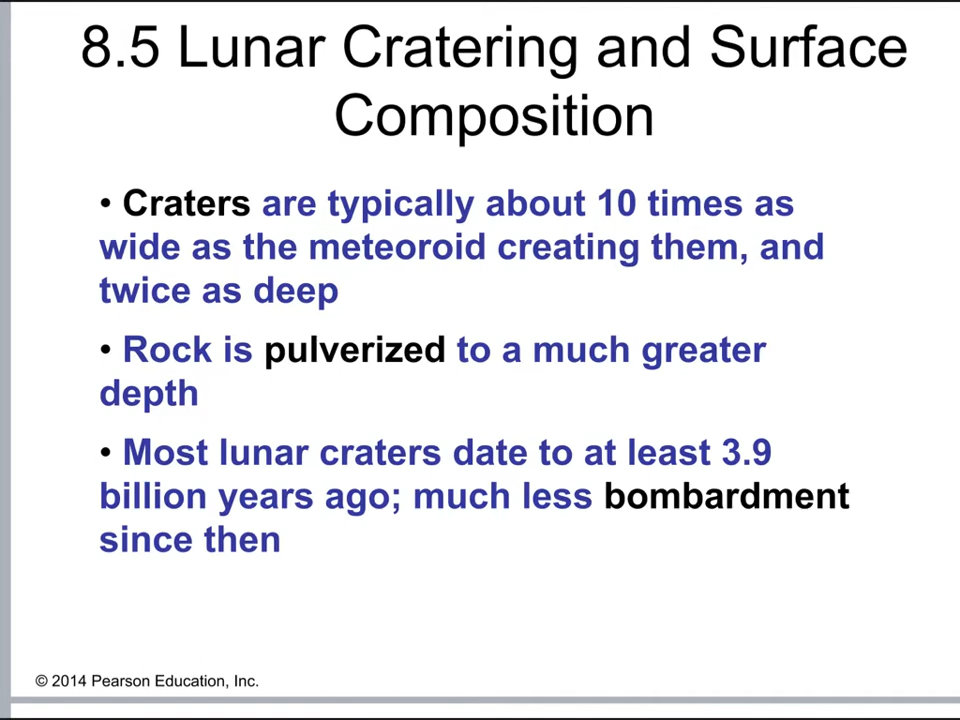 8.5 Lunar Cratering and Surface
Composition
• Craters are typically about 10 times as
wide as the meteoroid creating them, and
twice as deep
• Rock is pulverized to a much greater
depth
• Most lunar craters date to at least 3.9
billion years ago; much less bombardment
since then
© 2014 Pearson Education, Inc.